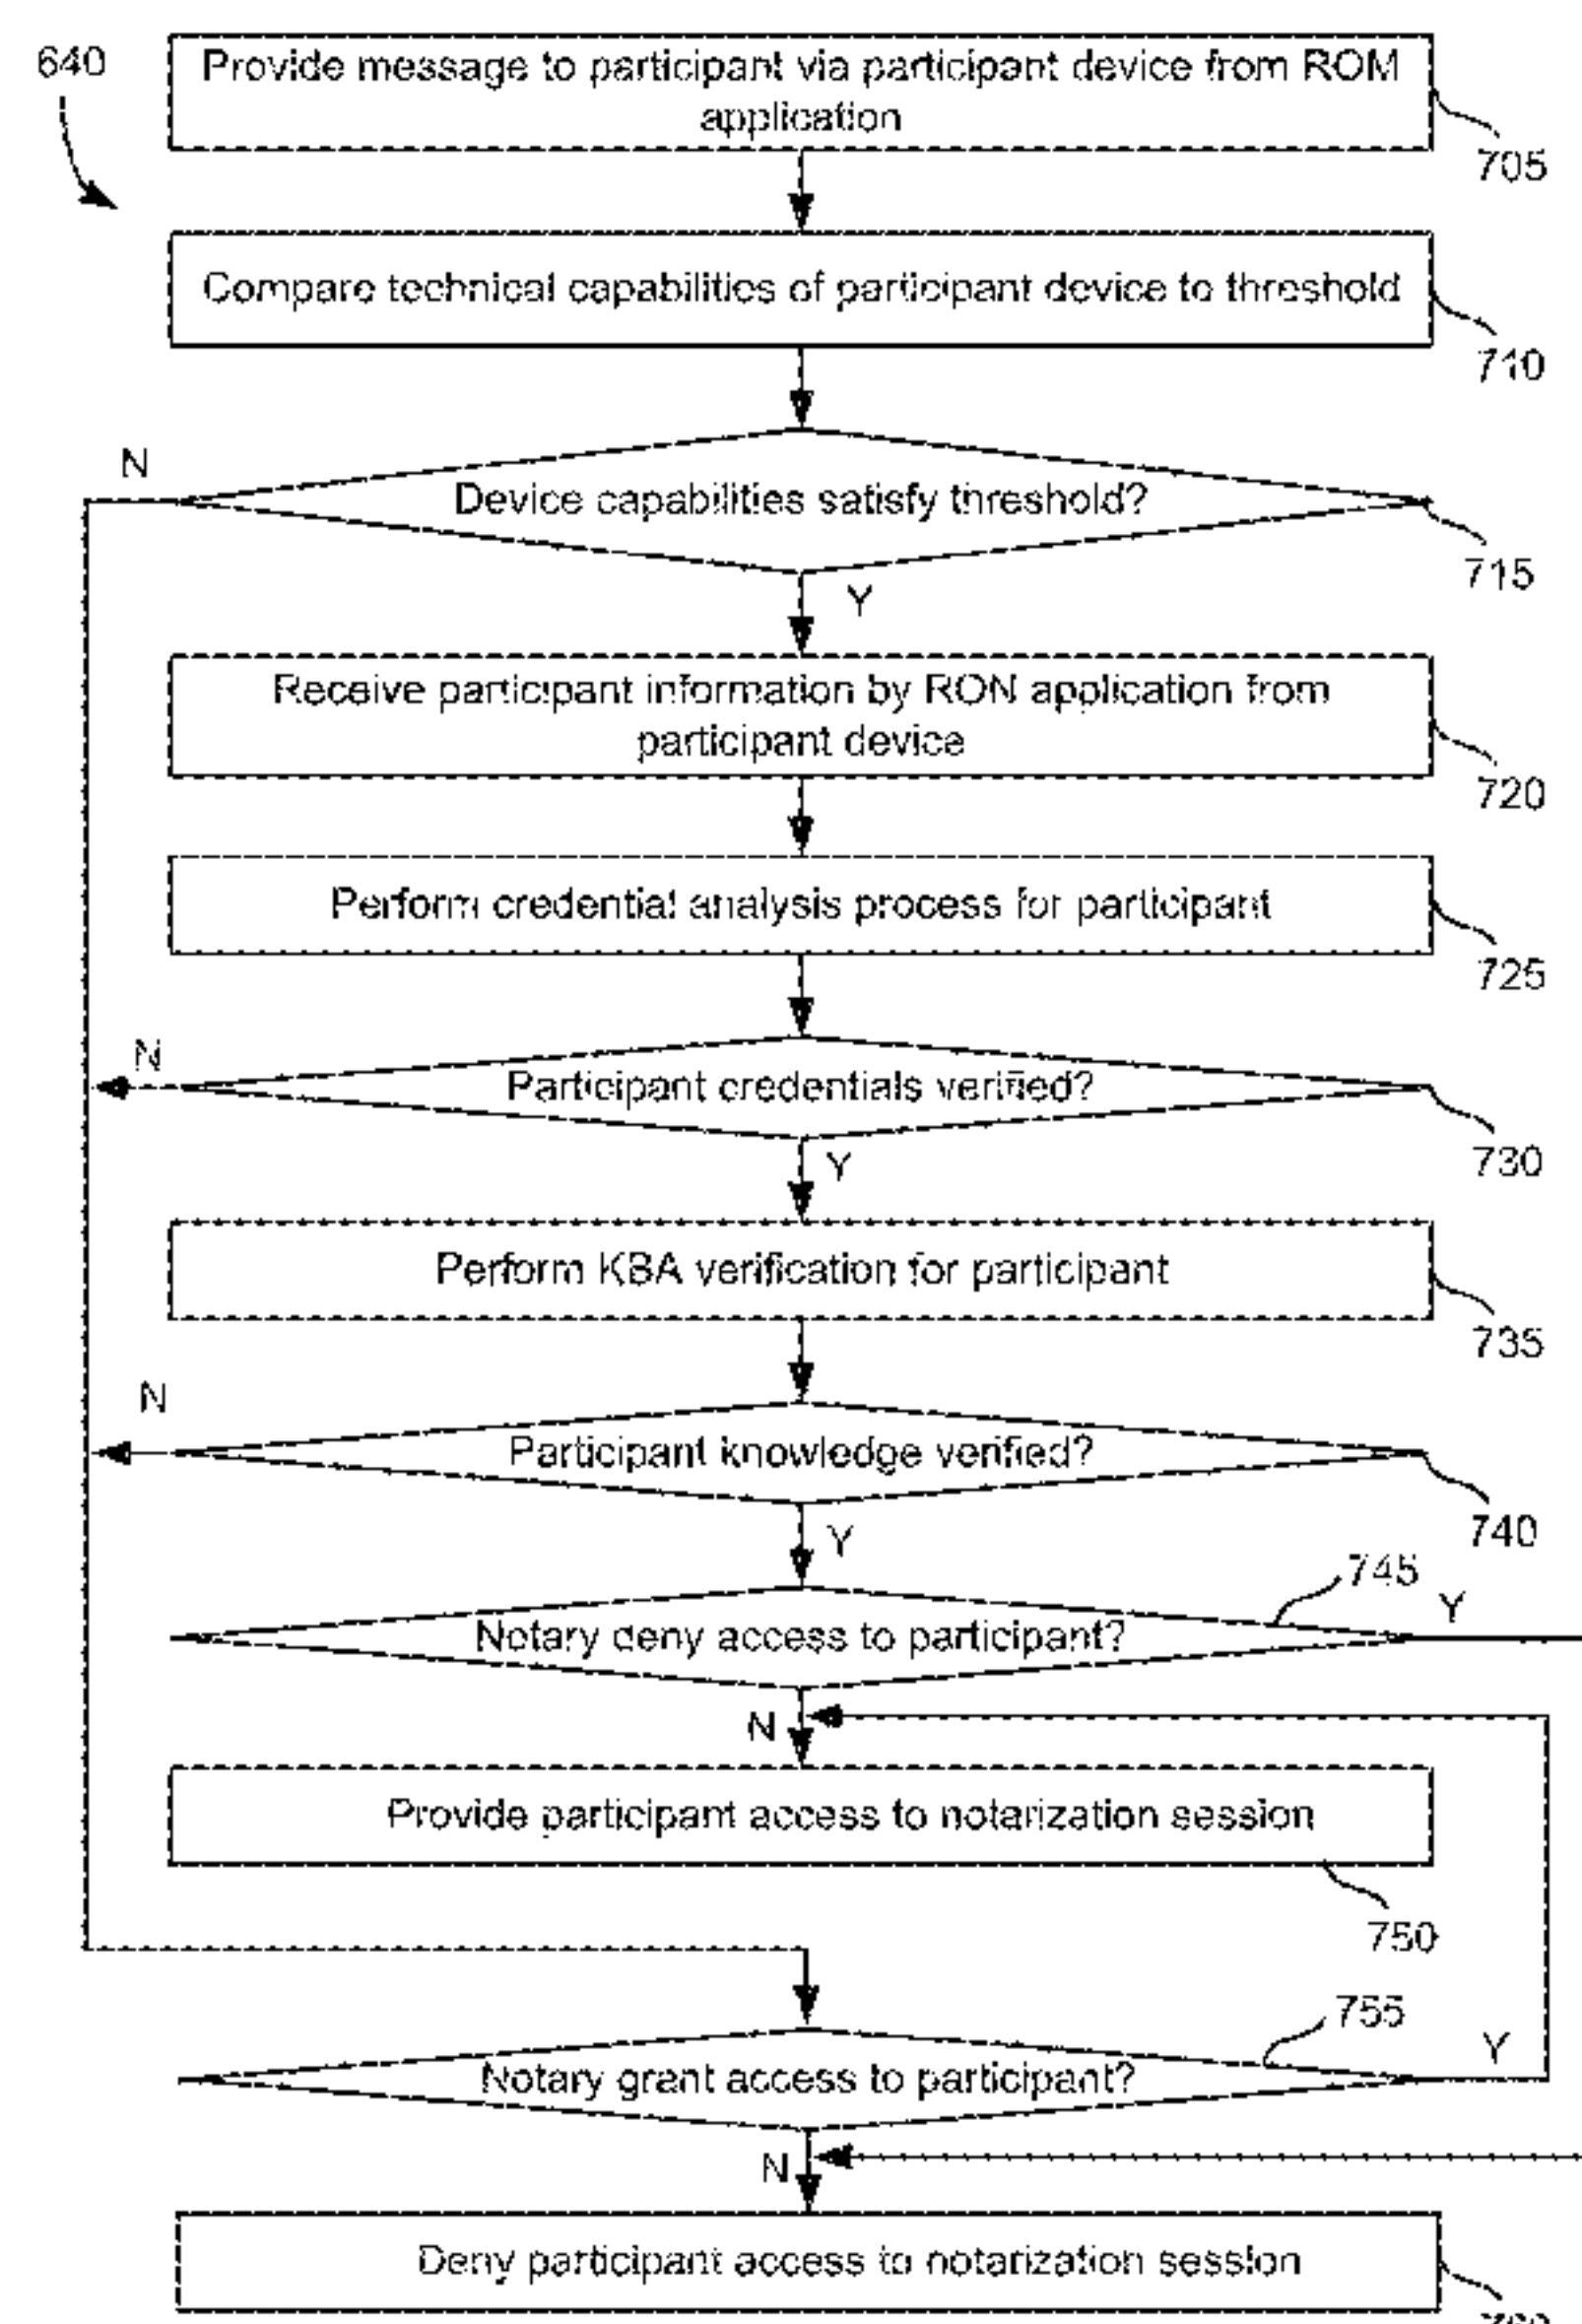 640
Provide message to participant via participant device from ROM
application
705
Compare technical capabilities of participant device to threshold
710
N
Device capabilities satisfy threshold?
715
Y
Receive participant information by RON application from
participant device
720
Perform credential analysis process for participant
725
N
Participant credentials verified?
730
Y
Perform KBA verification for participant
735
N
Participant knowledge verified?
740
Y
745
Y
Notary deny access to participant?
N
Provide participant access to notarization session
750
755
Y
Notary grant access to participant?
N
Deny participant access to notarization session